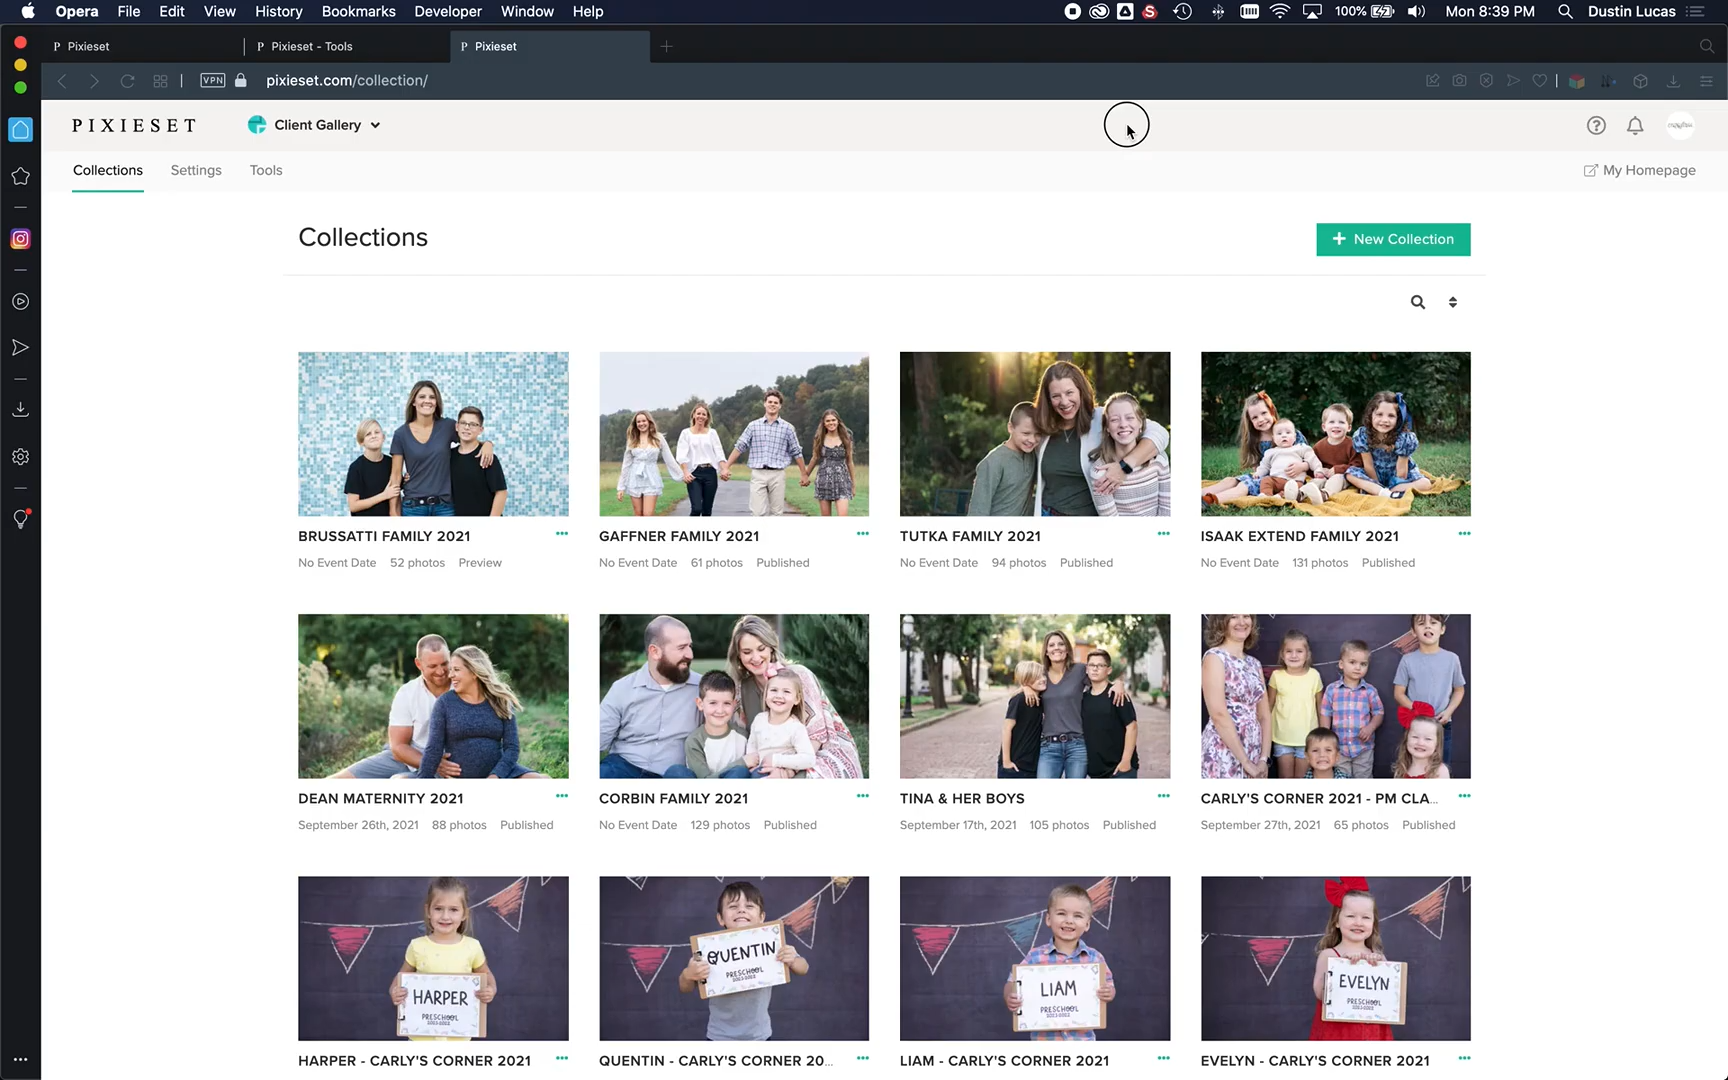 Opera File Edit View History Bookmarks Developer Window Help 100% Mon 8:39 PM Dustin Lucas
P Pixieset P Pixieset - Tools P Pixieset
VPN pixieset.com/collection/
PIXIESET Client Gallery
Collections Settings Tools My Homepage
Collections + New Collection
BRUSSATTI FAMILY 2021 ••• GAFFNER FAMILY 2021 ••• TUTKA FAMILY 2021 ••• ISAAK EXTEND FAMILY 2021 •••
No Event Date 52 photos Preview No Event Date 61 photos Published No Event Date 94 photos Published No Event Date 131 photos Published
DEAN MATERNITY 2021 ••• CORBIN FAMILY 2021 ••• TINA & HER BOYS ••• CARLY'S CORNER 2021 - PM CLA... •••
September 26th, 2021 88 photos Published No Event Date 129 photos Published September 17th, 2021 105 photos Published September 27th, 2021 65 photos Published
HARPER QUENTIN LIAM EVELYN
PRESCHOOL PRESCHOOL PRESCHOOL PRESCHOOL
HARPER - CARLY'S CORNER 2021 ••• QUENTIN - CARLY'S CORNER 20... ••• LIAM - CARLY'S CORNER 2021 ••• EVELYN - CARLY'S CORNER 2021 •••